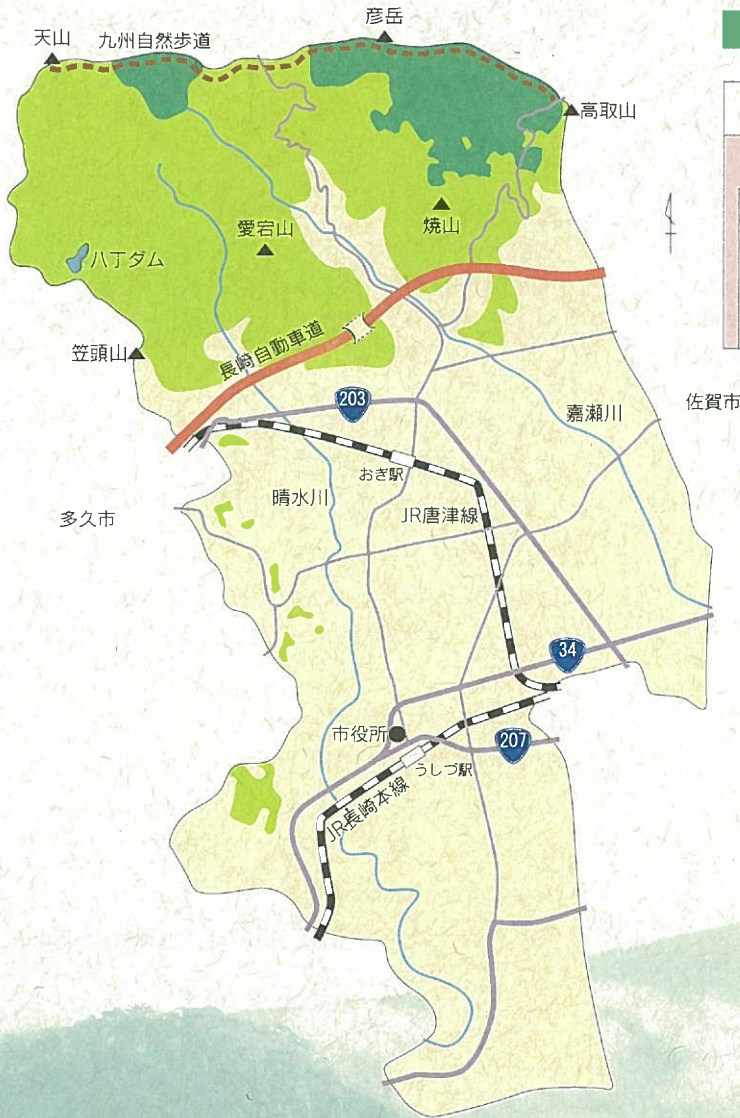 彦岳
天山
九州自然歩道
高取山
愛宕山
焼山
八丁ダム
笠頭山
長崎自動車道
203
嘉瀬川
佐賀市
おぎ駅
晴水川
JR唐津線
多久市
34
市役所
207
うしづ駅
JR長崎本線